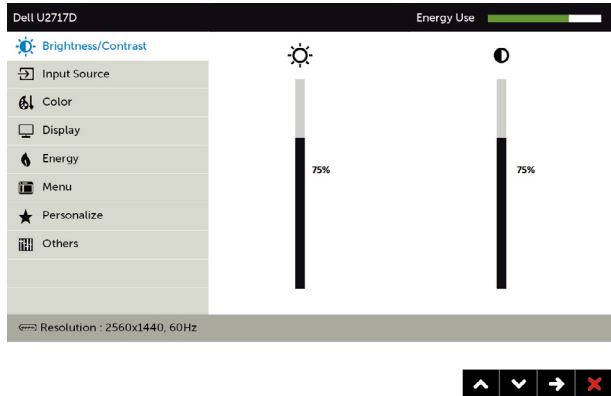 Dell U2717D
Energy Use
Brightness/Contrast
Input Source
Color
Display
Energy
Menu
Personalize
Others
75%
75%
Resolution : 2560x1440, 60Hz